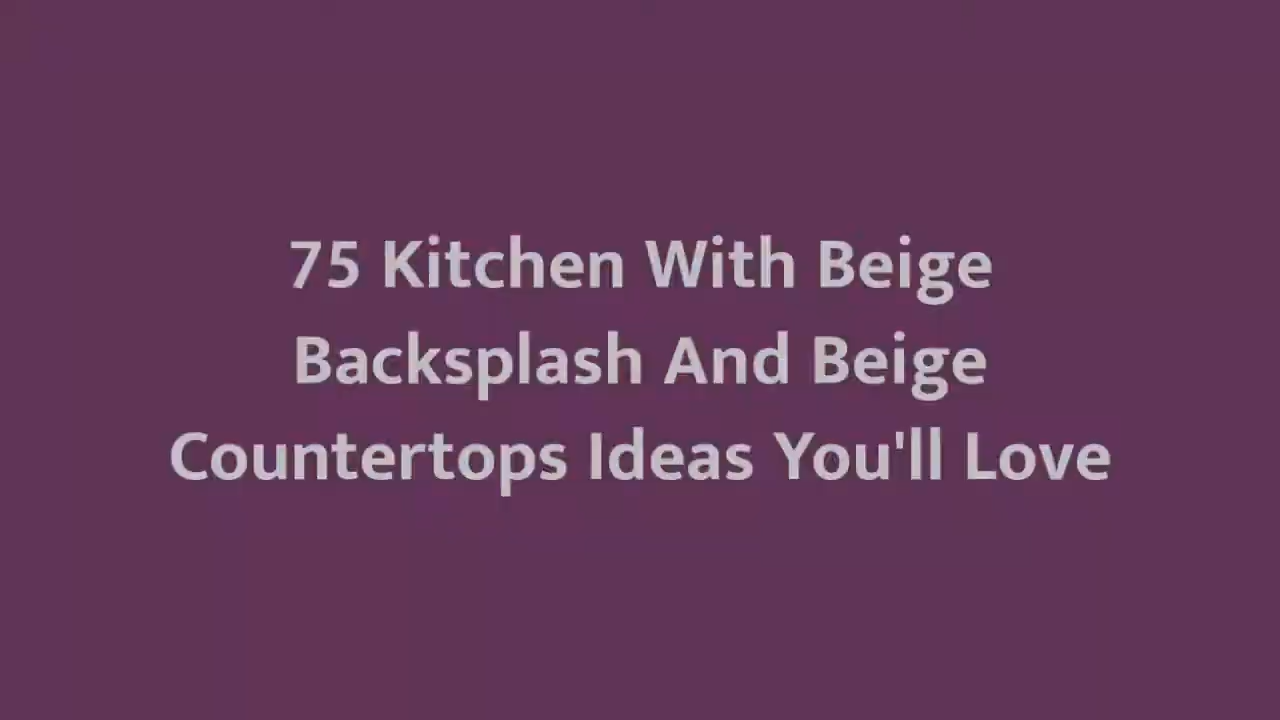 75 Kitchen With Beige
Backsplash And Beige
Countertops Ideas You'll Love